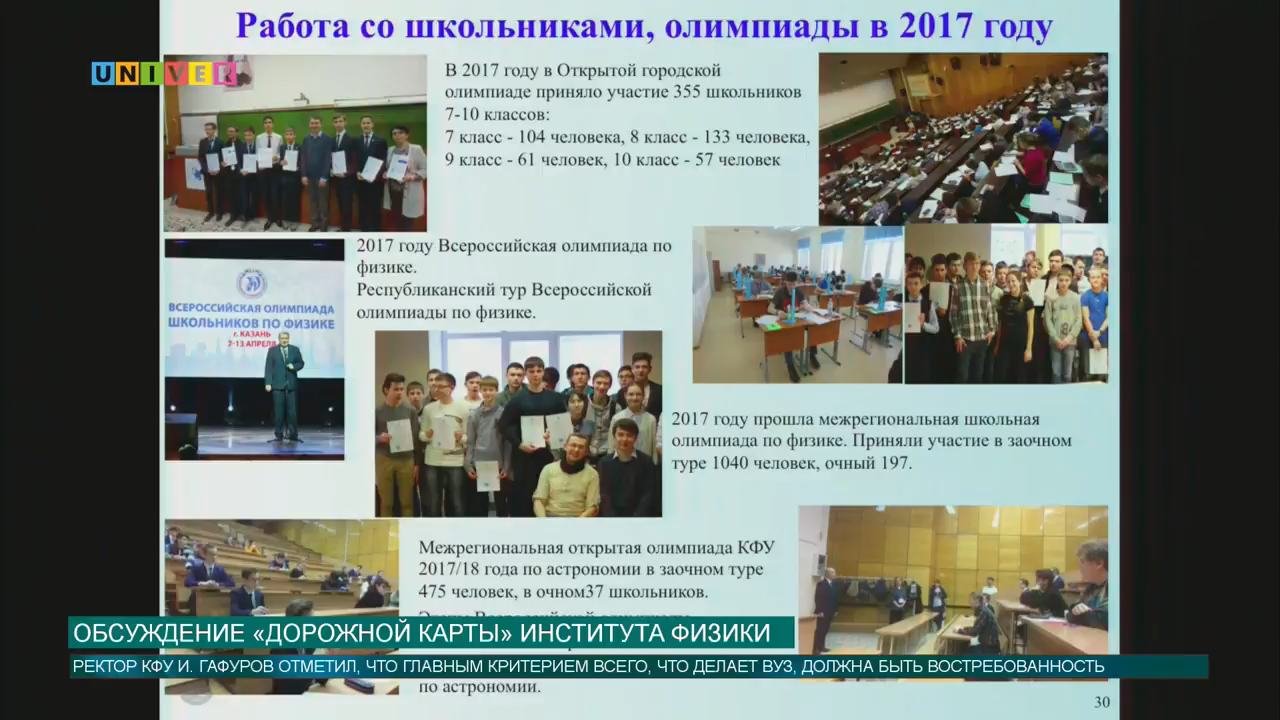 Работа со школьниками, олимпиады в 2017 году
UNIVER
В 2017 году в Открытой городской
олимпиаде приняло участие 355 школьников
7-10 классов:
7 класс - 104 человека, 8 класс - 133 человека,
9 класс - 61 человек, 10 класс - 57 человек
2017 году Всероссийская олимпиада по
физике.
Республиканский тур Всероссийской
олимпиады по физике.
ВСЕРОССИЙСКАЯ ОЛИМПИАДА
ШКОЛЬНИКОВ ПО ФИЗИКЕ
г. КАЗАНЬ
7-13 АПРЕЛЯ
2017 году прошла межрегиональная школьная
олимпиада по физике. Приняли участие в заочном
туре 1040 человек, очный 197.
Межрегиональная открытая олимпиада КФУ
2017/18 года по астрономии в заочном туре
475 человек, в очном37 школьников.
ОБСУЖДЕНИЕ «ДОРОЖНОЙ КАРТЫ» ИНСТИТУТА ФИЗИКИ
РЕКТОР КФУ И. ГАФУРОВ ОТМЕТИЛ, ЧТО ГЛАВНЫМ КРИТЕРИЕМ ВСЕГО, ЧТО ДЕЛАЕТ ВУЗ, ДОЛЖНА БЫТЬ ВОСТРЕБОВАННОСТЬ
по астрономии.
30